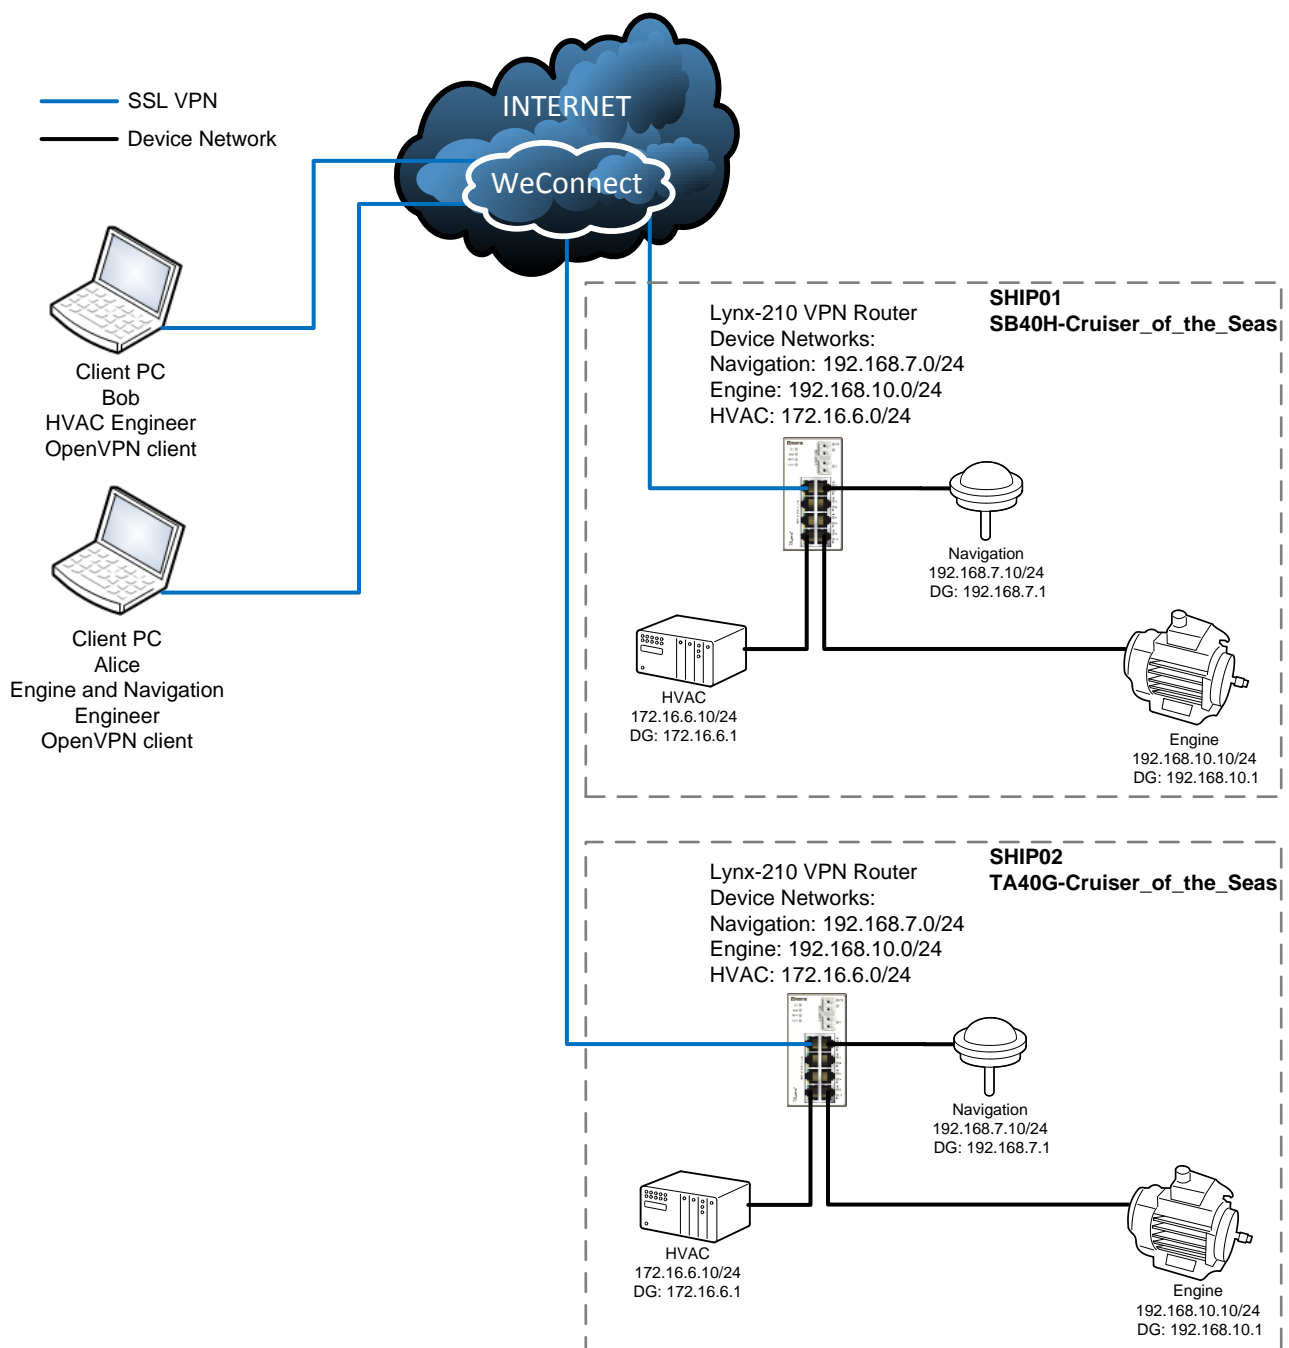 INTERNET
WeConnect
SSL VPN
Device Network
Client PC
Bob
HVAC Engineer
OpenVPN client
Client PC
Alice
Engine and Navigation
Engineer
OpenVPN client
SHIP01
SB40H-Cruiser_of_the_Seas
Lynx-210 VPN Router
Device Networks:
Navigation: 192.168.7.0/24
Engine: 192.168.10.0/24
HVAC: 172.16.6.0/24
Navigation
192.168.7.10/24
DG: 192.168.7.1
HVAC
172.16.6.10/24
DG: 172.16.6.1
Engine
192.168.10.10/24
DG: 192.168.10.1
SHIP02
TA40G-Cruiser_of_the_Seas
Lynx-210 VPN Router
Device Networks:
Navigation: 192.168.7.0/24
Engine: 192.168.10.0/24
HVAC: 172.16.6.0/24
Navigation
192.168.7.10/24
DG: 192.168.7.1
HVAC
172.16.6.10/24
DG: 172.16.6.1
Engine
192.168.10.10/24
DG: 192.168.10.1